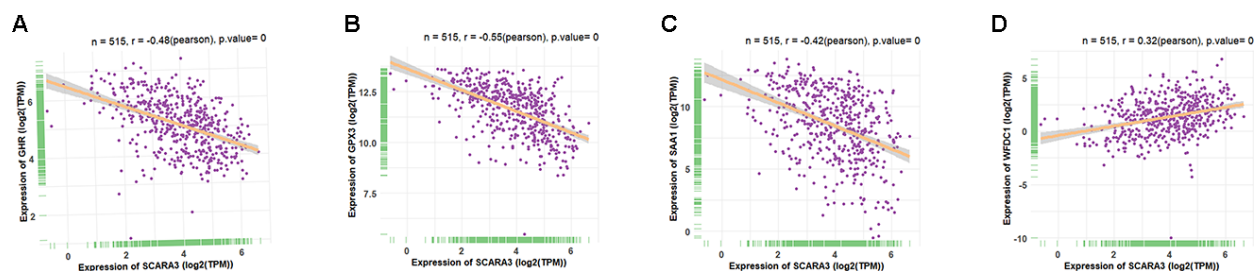 A
n = 515, r = -0.48(pearson), p.value= 0
Expression of GHR (log2(TPM))
6
4
2
0
2
4
6
Expression of SCARA3 (log2(TPM))
B
n = 515, r = -0.55(pearson), p.value= 0
Expression of GPX3 (log2(TPM))
12.5
10.0
7.5
0
2
4
6
Expression of SCARA3 (log2(TPM))
C
n = 515, r = -0.42(pearson), p.value= 0
Expression of SAA1 (log2(TPM))
10
5
0
0
2
4
6
Expression of SCARA3 (log2(TPM))
D
n = 515, r = 0.32(pearson), p.value= 0
Expression of WFDC1 (log2(TPM))
5
0
-5
-10
0
2
4
6
Expression of SCARA3 (log2(TPM))